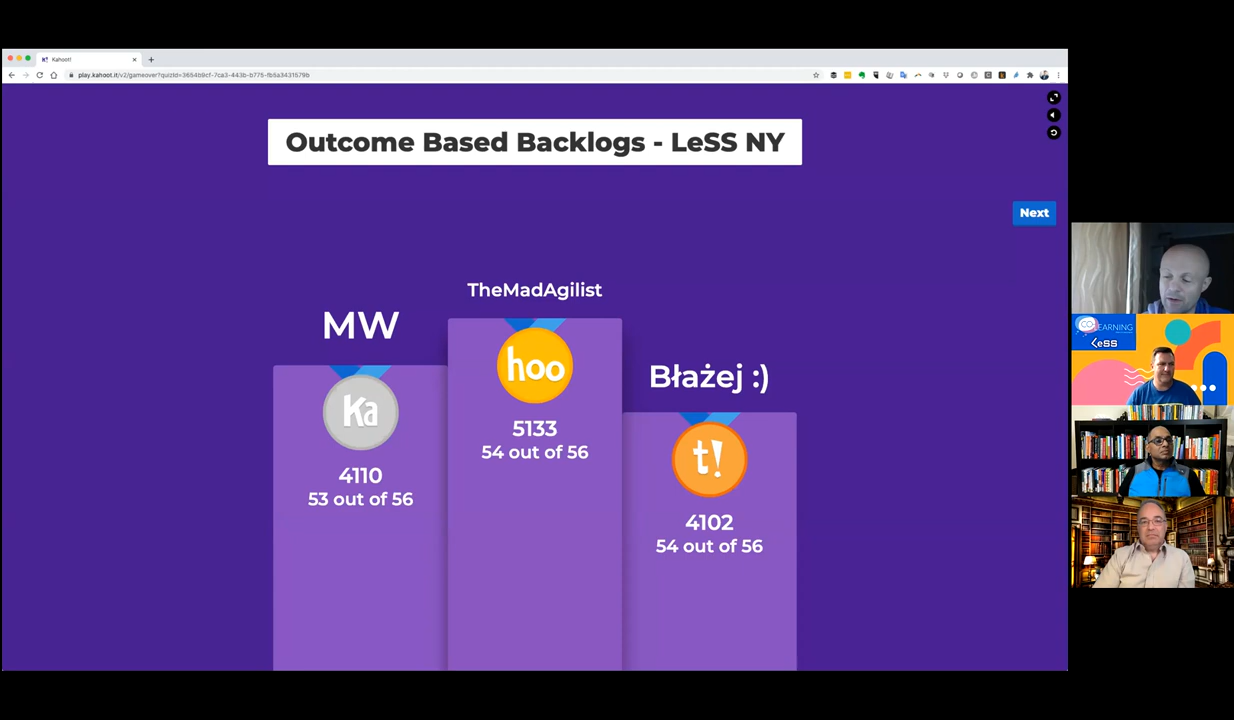 Kahoot!
play.kahoot.it/v2/gameover?quizId=3654b9cf-7ca3-443b-b775-fb5a3431579b
Outcome Based Backlogs - LeSS NY
Next
TheMadAgilist
MW
Błażej :)
hoo
5133
54 out of 56
Ka
4110
53 out of 56
t!
4102
54 out of 56
LEARNING
LeSS